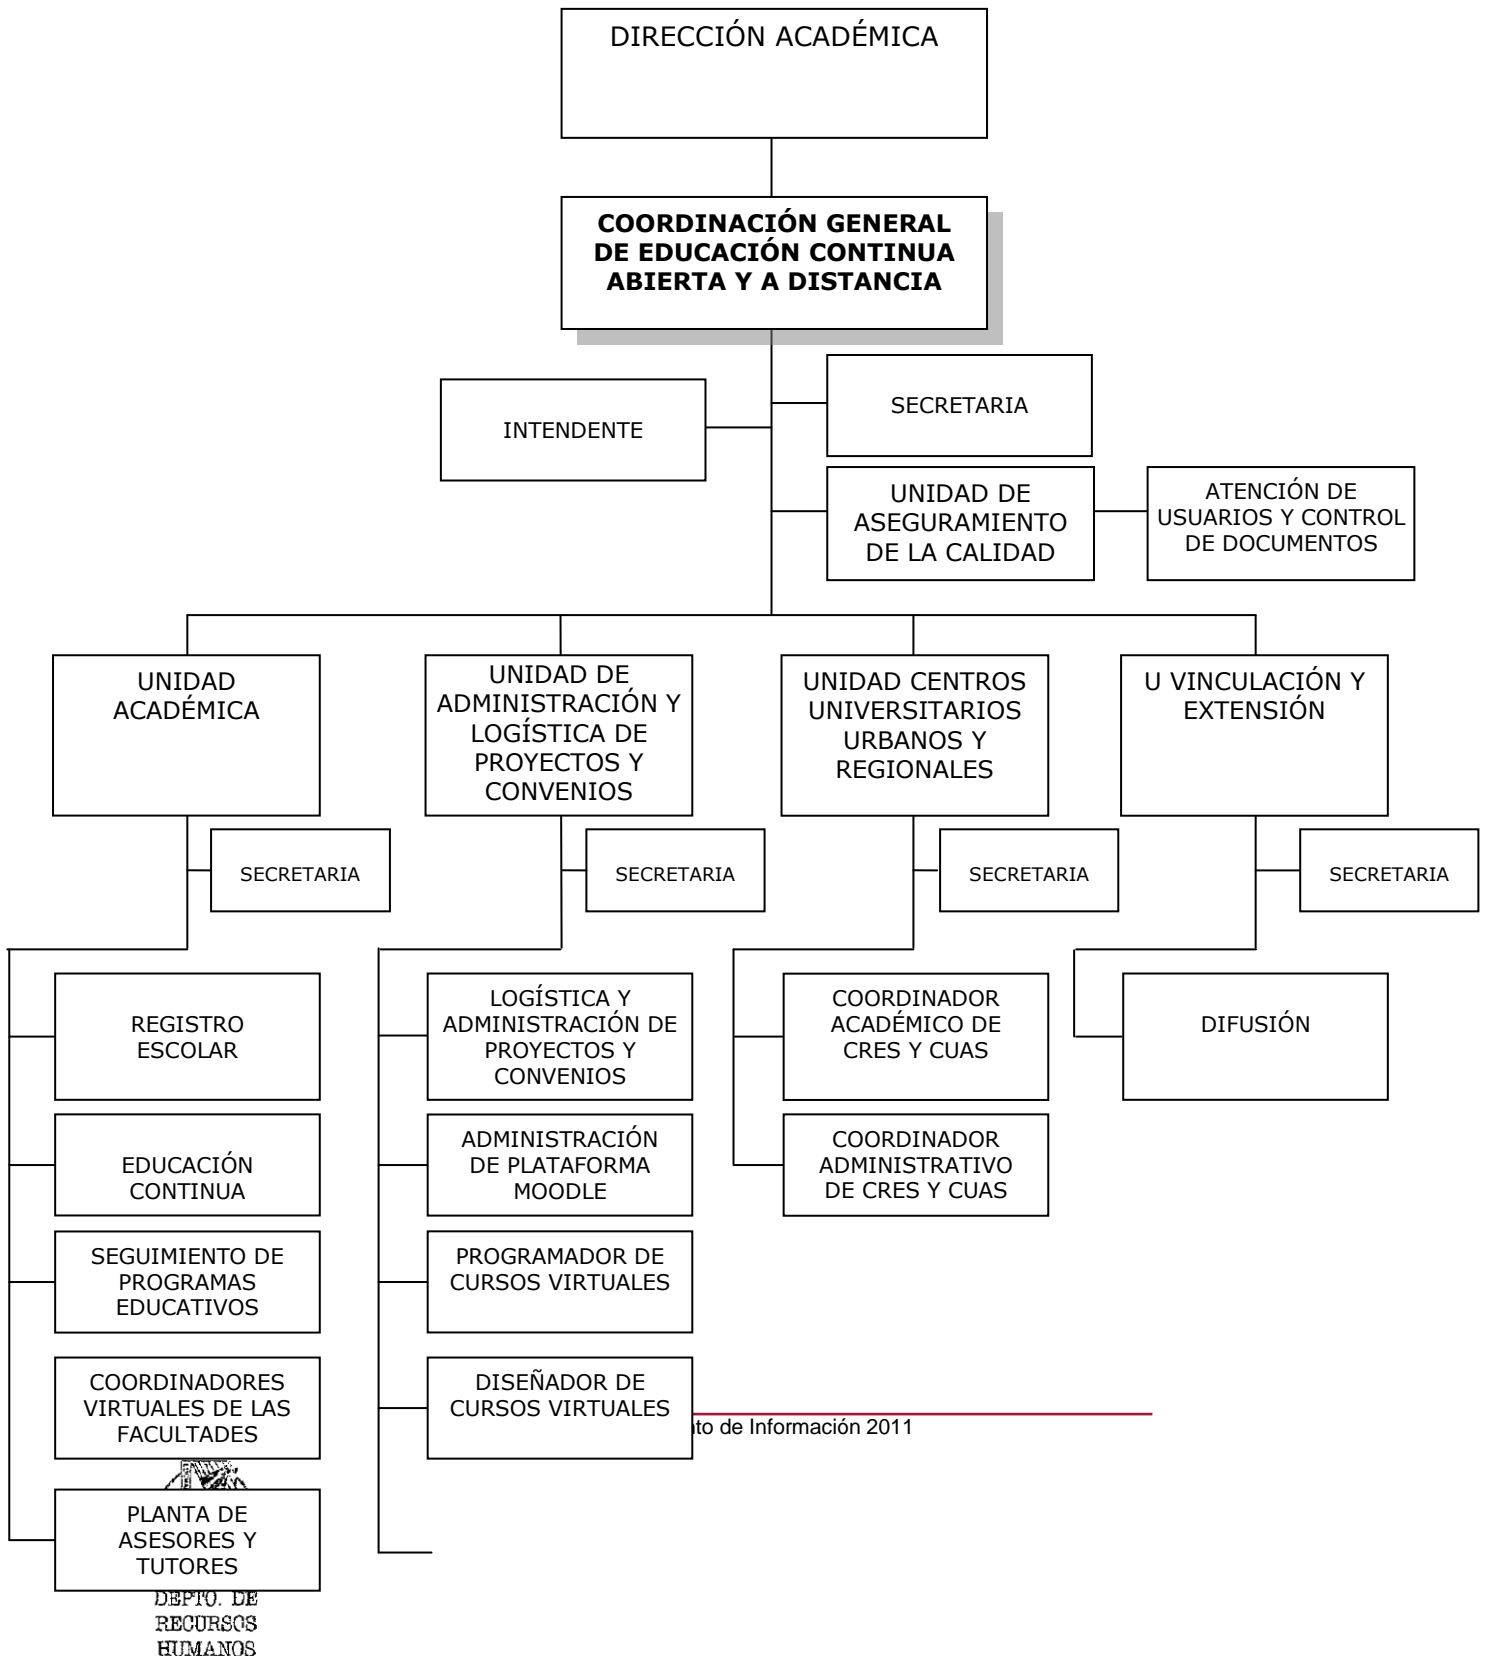 DIRECCIÓN ACADÉMICA
COORDINACIÓN GENERAL
DE EDUCACIÓN CONTINUA
ABIERTA Y A DISTANCIA
INTENDENTE
SECRETARIA
UNIDAD DE
ASEGURAMIENTO
DE LA CALIDAD
ATENCIÓN DE
USUARIOS Y CONTROL
DE DOCUMENTOS
UNIDAD
ACADÉMICA
UNIDAD DE
ADMINISTRACIÓN Y
LOGÍSTICA DE
PROYECTOS Y
CONVENIOS
UNIDAD CENTROS
UNIVERSITARIOS
URBANOS Y
REGIONALES
U VINCULACIÓN Y
EXTENSIÓN
SECRETARIA
SECRETARIA
SECRETARIA
SECRETARIA
REGISTRO
ESCOLAR
EDUCACIÓN
CONTINUA
SEGUIMIENTO DE
PROGRAMAS
EDUCATIVOS
COORDINADORES
VIRTUALES DE LAS
FACULTADES
PLANTA DE
ASESORES Y
TUTORES
LOGÍSTICA Y
ADMINISTRACIÓN DE
PROYECTOS Y
CONVENIOS
ADMINISTRACIÓN
DE PLATAFORMA
MOODLE
PROGRAMADOR DE
CURSOS VIRTUALES
DISEÑADOR DE
CURSOS VIRTUALES
COORDINADOR
ACADÉMICO DE
CRES Y CUAS
COORDINADOR
ADMINISTRATIVO
DE CRES Y CUAS
DIFUSIÓN
de Información 2011
DEPTO. DE
RECURSOS
HUMANOS